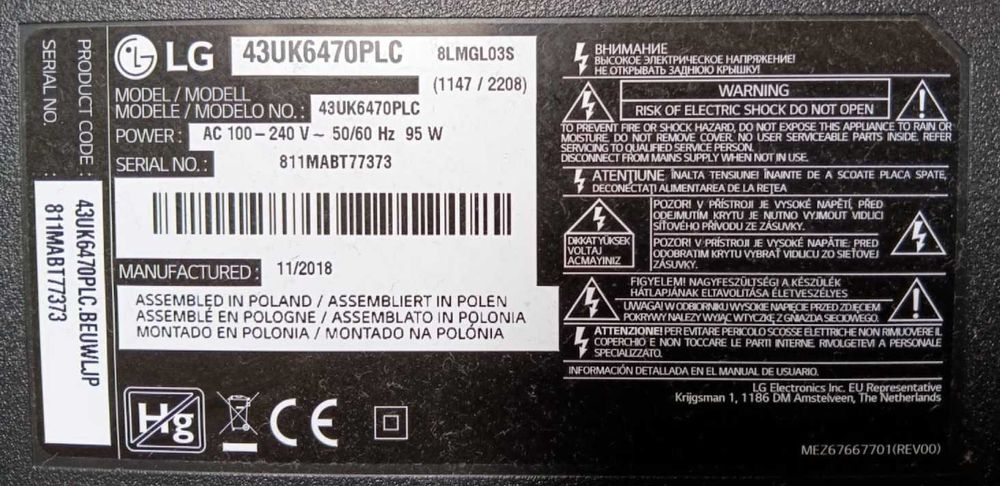 PRODUCT CODE :
SERIAL NO.
43UK6470PLC.BEUUWLJP
811MABT77373
LG
43UK6470PLC
8LMGL03S
(1147 / 2208)
MODEL / MODELL
MODELE / MODELO NO. : 43UK6470PLC
POWER : AC 100 – 240 V ~ 50/60 Hz 95 W
SERIAL NO. : 811MABT77373
MANUFACTURED : 11/2018
ASSEMBLED IN POLAND / ASSEMBLIERT IN POLEN
ASSEMBLÉ EN POLOGNE / ASSEMBLATO IN POLONIA
MONTADO EN POLONIA / MONTADO NA POLÓNIA
Hg
CE
ВНИМАНИЕ
ВЫСОКОЕ ЭЛЕКТРИЧЕСКОЕ НАПРЯЖЕНИЕ!
НЕ ОТКРЫВАТЬ ЗАДНЮЮ КРЫШКУ!
WARNING
RISK OF ELECTRIC SHOCK DO NOT OPEN
TO PREVENT FIRE OR SHOCK HAZARD, DO NOT EXPOSE THIS APPLIANCE TO RAIN OR
MOISTURE. DO NOT REMOVE COVER. NO USER SERVICEABLE PARTS INSIDE. REFER
SERVICING TO QUALIFIED SERVICE PERSON.
DISCONNECT FROM MAINS SUPPLY WHEN NOT IN USE.
ATENŢIUNE ÎNALTA TENSIUNE! ÎNAINTE DE A SCOATE PLACA SPATE,
DECONECTAŢI ALIMENTAREA DE LA REŢEA
DIKKAT YÜKSEK
VOLTAJ
ACMAYINIZ
POZOR! V PŘÍSTROJI JE VYSOKÉ NAPĚTÍ, PŘED
ODEJMUTÍM KRYTU JE NUTNO VYJMOUT VIDLICI
SÍŤOVÉHO PŘÍVODU ZE ZÁSUVKY.
POZOR! V PRÍSTROJI JE VYSOKÉ NAPÄTIE: PRED
ODOBRATÍM KRYTU VYBRAŤ VIDLICU ZO SIEŤOVEJ
ZÁSUVKY.
FIGYELEM! NAGYFESZÜLTSÉG! A KÉSZÜLÉK
HÁTLAPJÁNAK ELTAVOLÍTÁSA ÉLETVESZÉLYES
UWAGA! W ODBIORNIKU WYSOKIE NAPIĘCIE PRZED ZDJĘCIEM
POKRYWY NALEŻY WYJĄC WTYCZKĘ Z GNIAZDA SIECIOWEGO.
ATTENZIONE! PER EVITARE PERICOLO SCOSSE ELETTRICHE NON RIMUOVERE IL
COPERCHIO E NON TOCCARE LE PARTI INTERNE. RIVOLGETEVI A PERSONALE
SPECIALIZZATO.
INFORMACIÓN DETALLADA EN EL MANUAL DE USUARIO.
LG Electronics Inc. EU Representative
Krijgsman 1, 1186 DM Amstelveen, The Netherlands
MEZ67667701(REV00)